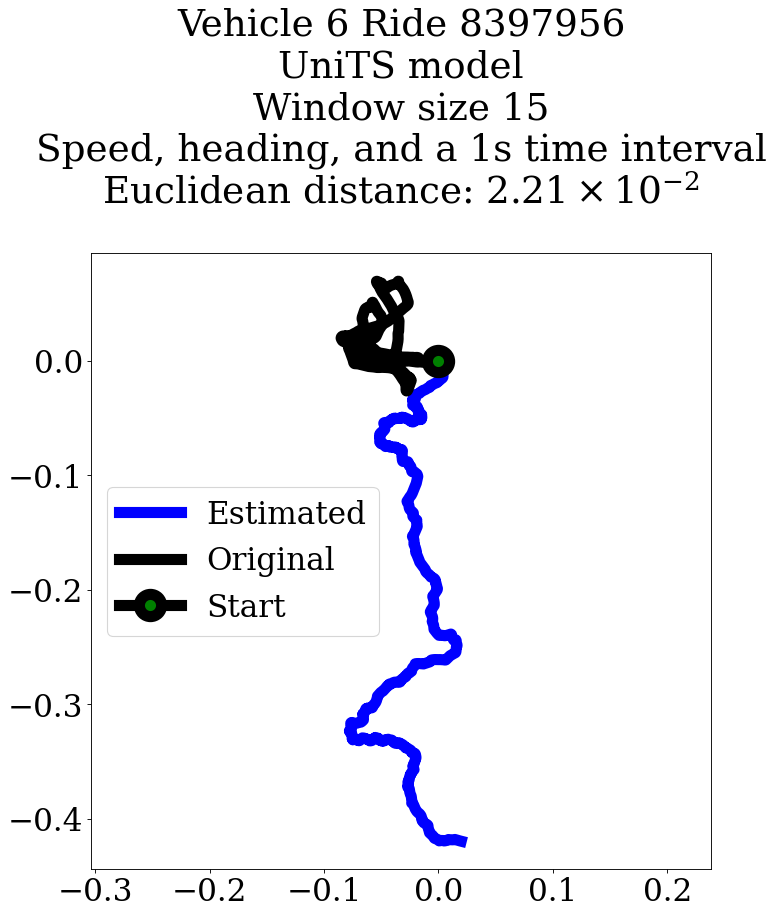 Vehicle 6 Ride 8397956
UniTS model
Window size 15
Speed, heading, and a 1s time interval
Euclidean distance: 2.21 × 10⁻²
0.0
−0.1
−0.2
−0.3
−0.4
Estimated
Original
Start
−0.3 −0.2 −0.1 0.0 0.1 0.2